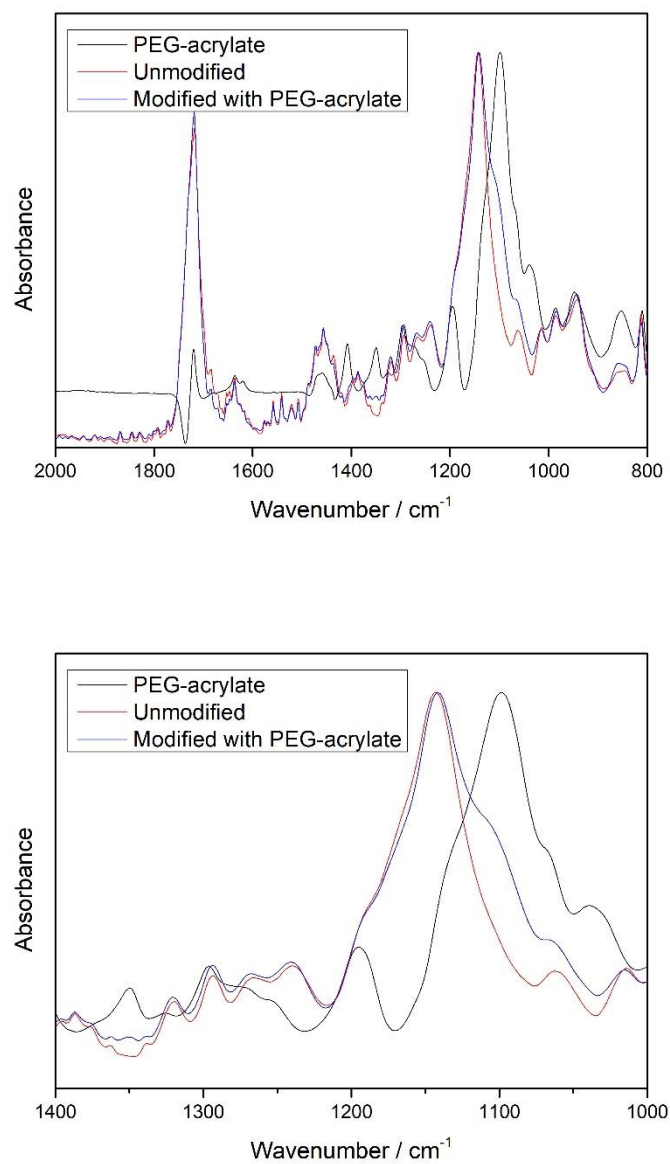 PEG-acrylate
Unmodified
Modified with PEG-acrylate
Absorbance
2000 1800 1600 1400 1200 1000 800
Wavenumber / cm-1
PEG-acrylate
Unmodified
Modified with PEG-acrylate
Absorbance
1400 1300 1200 1100 1000
Wavenumber / cm-1